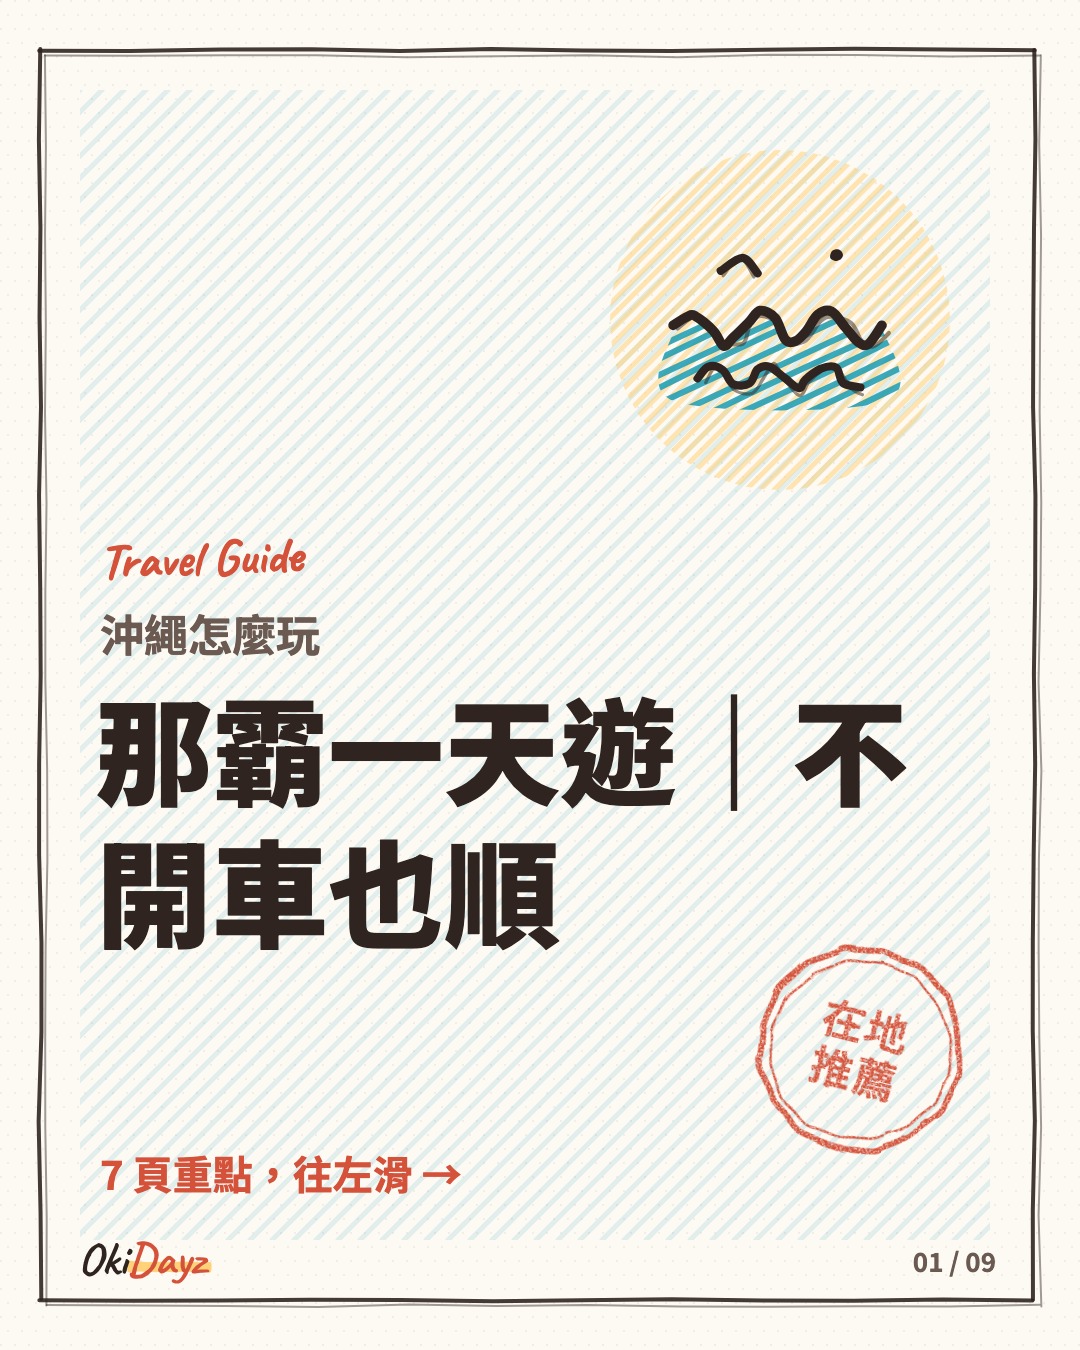 Travel Guide
沖繩怎麼玩
那霸一天遊｜不
開車也順
在地
推薦
7 頁重點，往左滑 →
OkiDayz
01 / 09